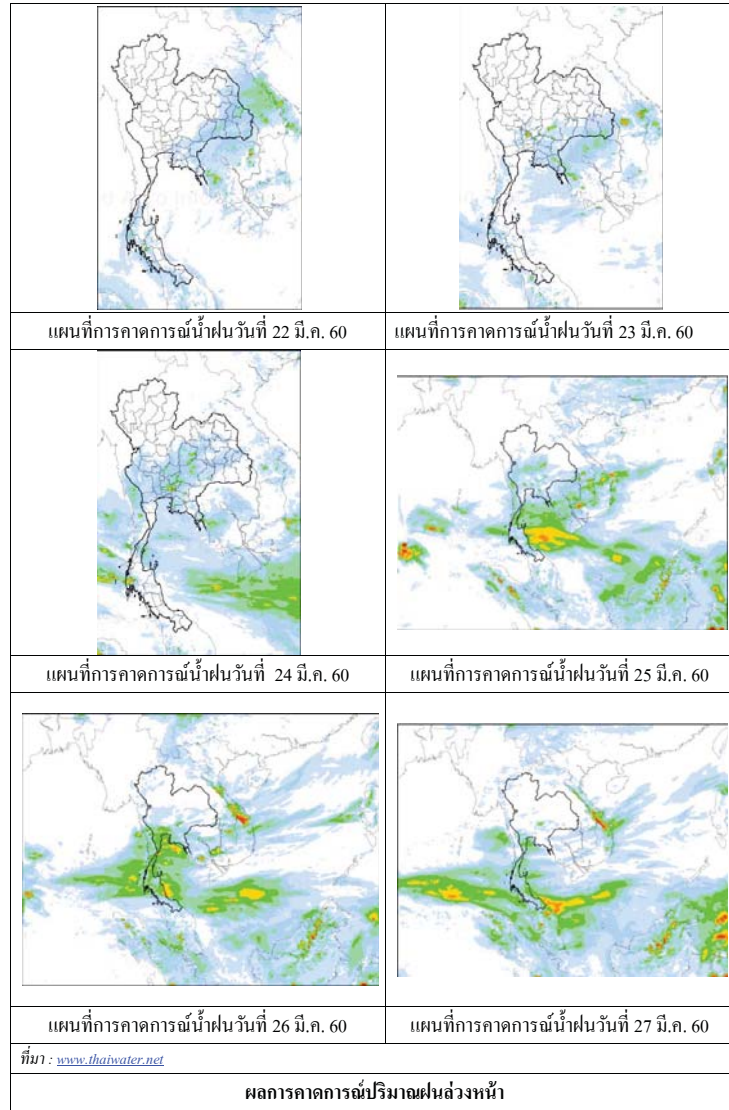 แผนที่การคาดการณ์น้ำฝนวันที่ 22 มี.ค. 60
แผนที่การคาดการณ์น้ำฝนวันที่ 23 มี.ค. 60
แผนที่การคาดการณ์น้ำฝนวันที่ 24 มี.ค. 60
แผนที่การคาดการณ์น้ำฝนวันที่ 25 มี.ค. 60
แผนที่การคาดการณ์น้ำฝนวันที่ 26 มี.ค. 60
แผนที่การคาดการณ์น้ำฝนวันที่ 27 มี.ค. 60
ที่มา : www.thaiwater.net
ผลการคาดการณ์ปริมาณฝนล่วงหน้า